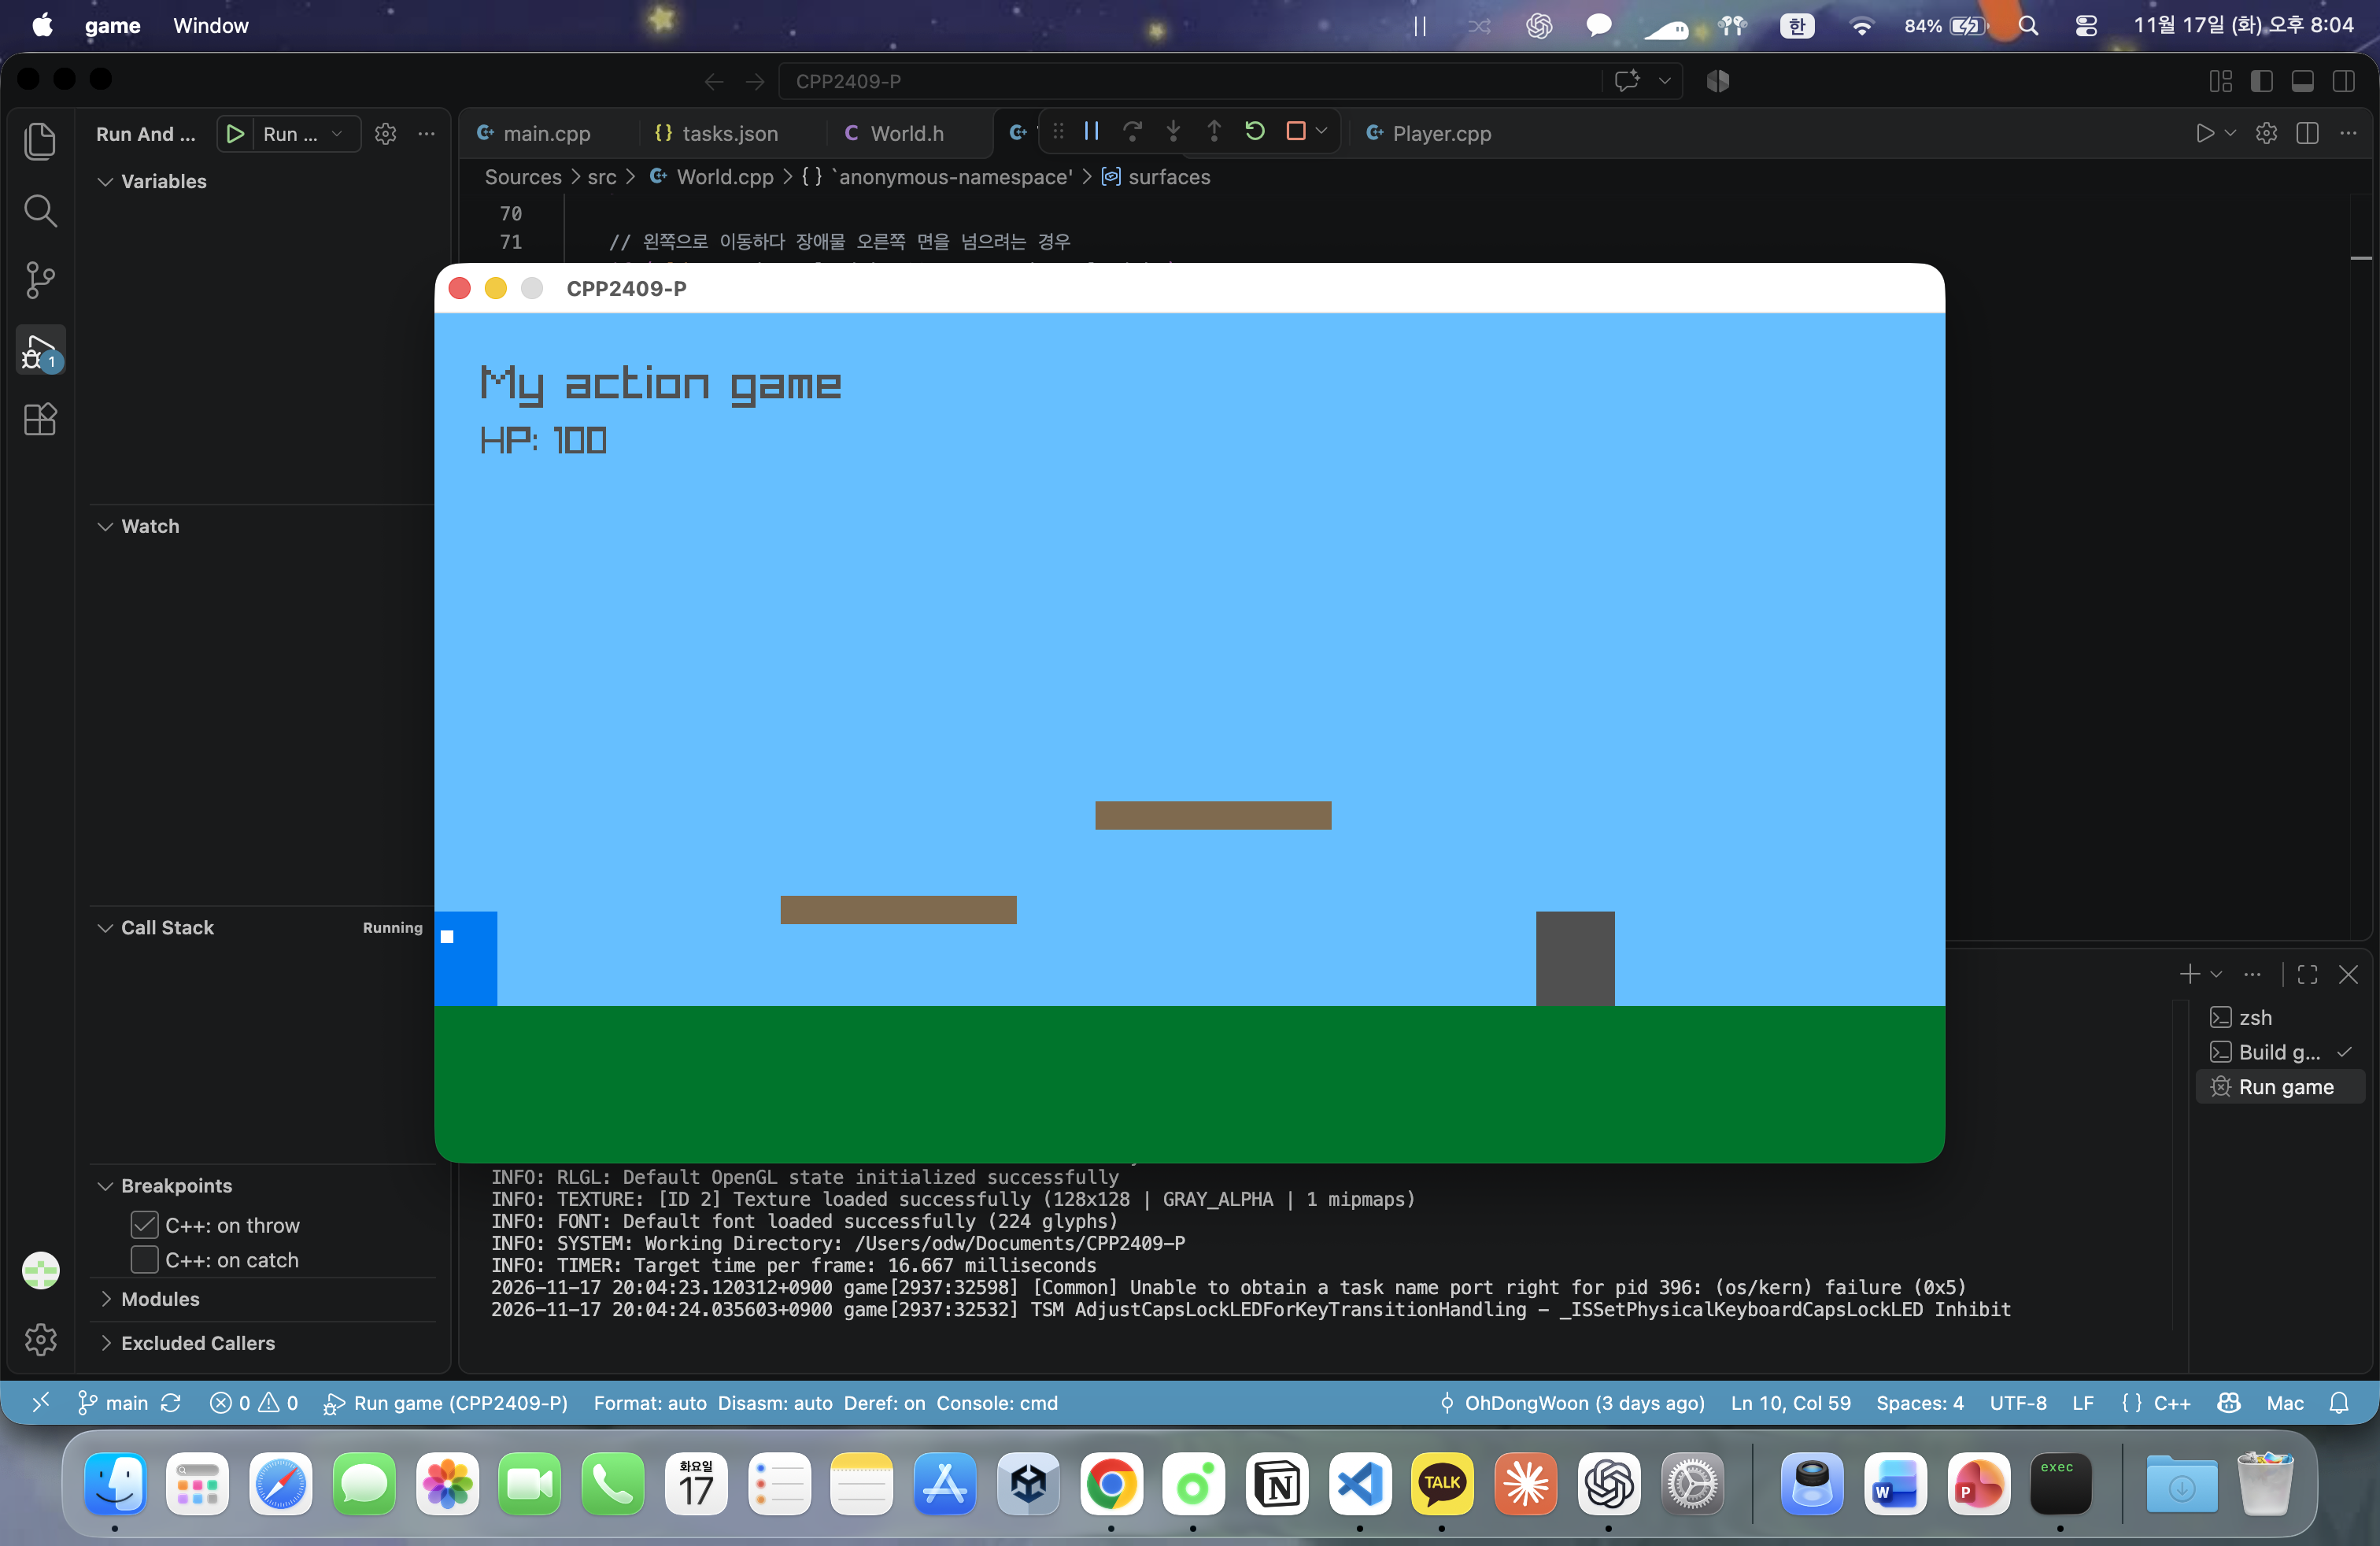 game Window 한 84% 11월 17일 (화) 오후 8:04
CPP2409-P
Run And ... Run ...
main.cpp tasks.json World.h Player.cpp
Variables
Sources > src > World.cpp > {} `anonymous-namespace' > surfaces
70
71 // 왼쪽으로 이동하다 장애물 오른쪽 면을 넘으려는 경우
CPP2409-P
My action game
HP: 100
1
Watch
Call Stack Running
zsh
Build g...
Run game
Breakpoints
C++: on throw
C++: on catch
Modules
Excluded Callers
INFO: RLGL: Default OpenGL state initialized successfully
INFO: TEXTURE: [ID 2] Texture loaded successfully (128x128 | GRAY_ALPHA | 1 mipmaps)
INFO: FONT: Default font loaded successfully (224 glyphs)
INFO: SYSTEM: Working Directory: /Users/odw/Documents/CPP2409-P
INFO: TIMER: Target time per frame: 16.667 milliseconds
2026-11-17 20:04:23.120312+0900 game[2937:32598] [Common] Unable to obtain a task name port right for pid 396: (os/kern) failure (0x5)
2026-11-17 20:04:24.035603+0900 game[2937:32532] TSM AdjustCapsLockLEDForKeyTransitionHandling - _ISSetPhysicalKeyboardCapsLockLED Inhibit
main 0 0 Run game (CPP2409-P) Format: auto Disasm: auto Deref: on Console: cmd OhDongWoon (3 days ago) Ln 10, Col 59 Spaces: 4 UTF-8 LF {} C++ Mac
화요일
17
TALK
W
P
exec